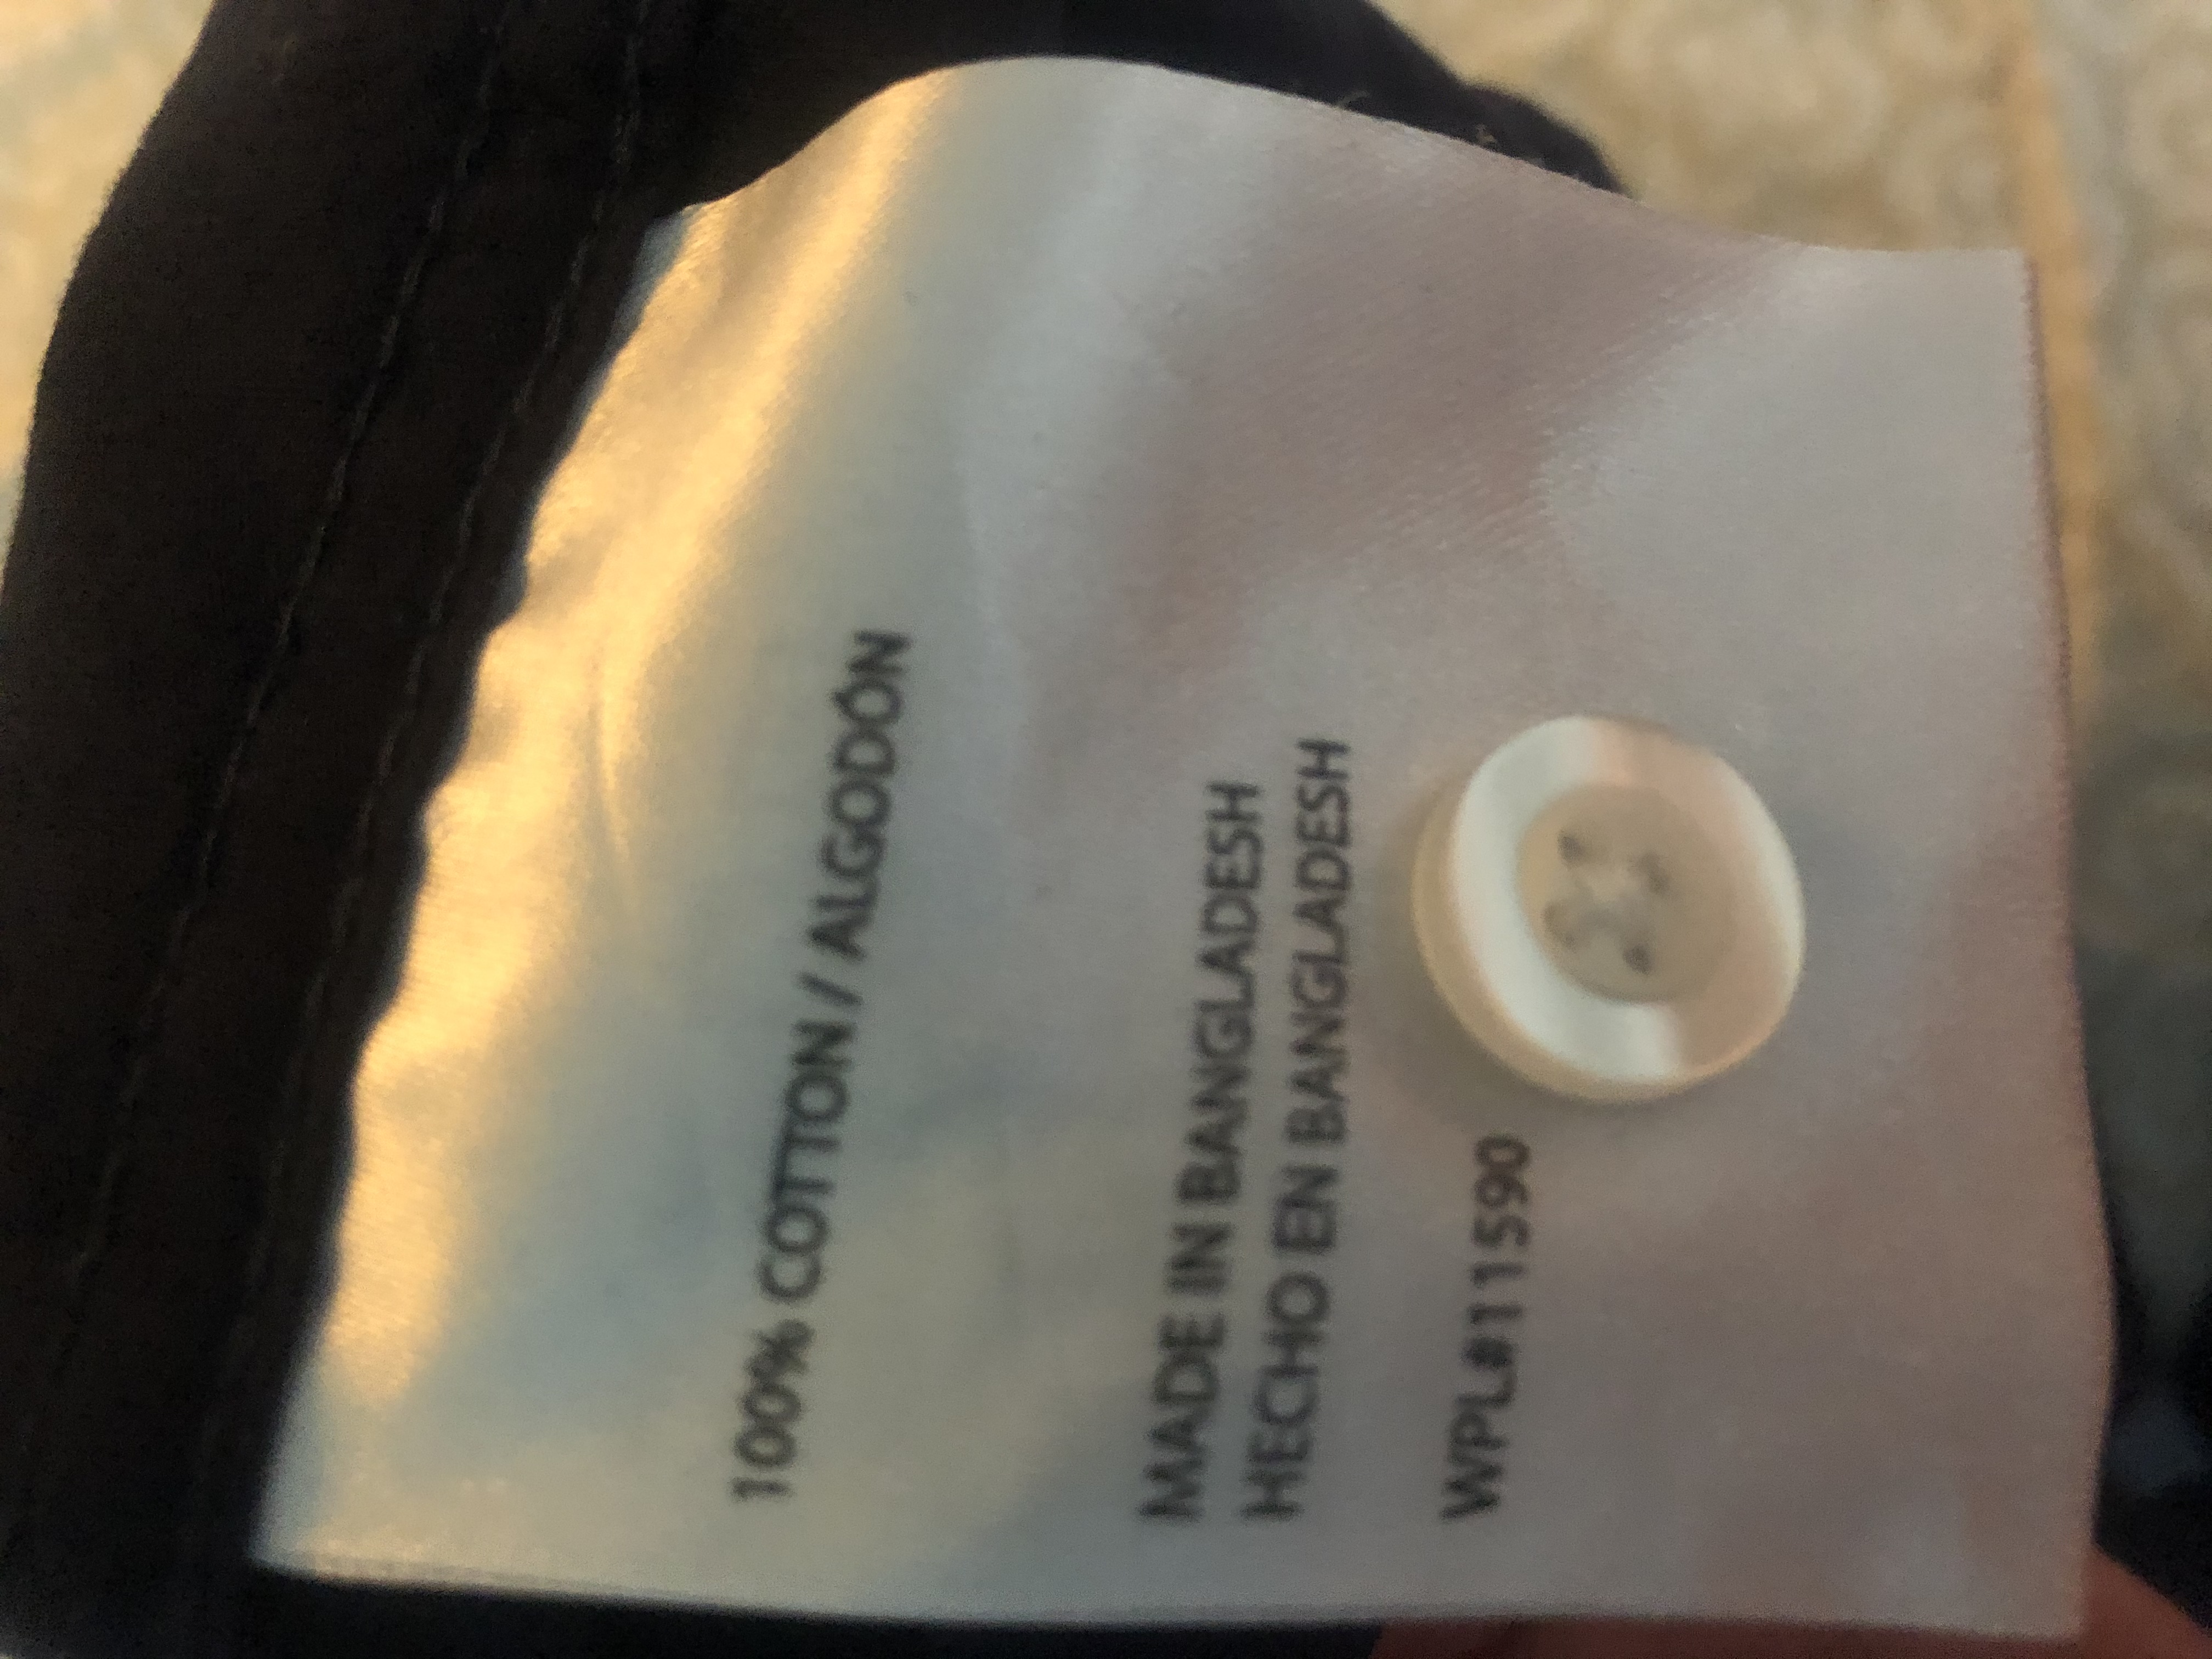 100% COTTON / ALGODÓN
MADE IN BANGLADESH
HECHO EN BANGLADESH
WPL#11590